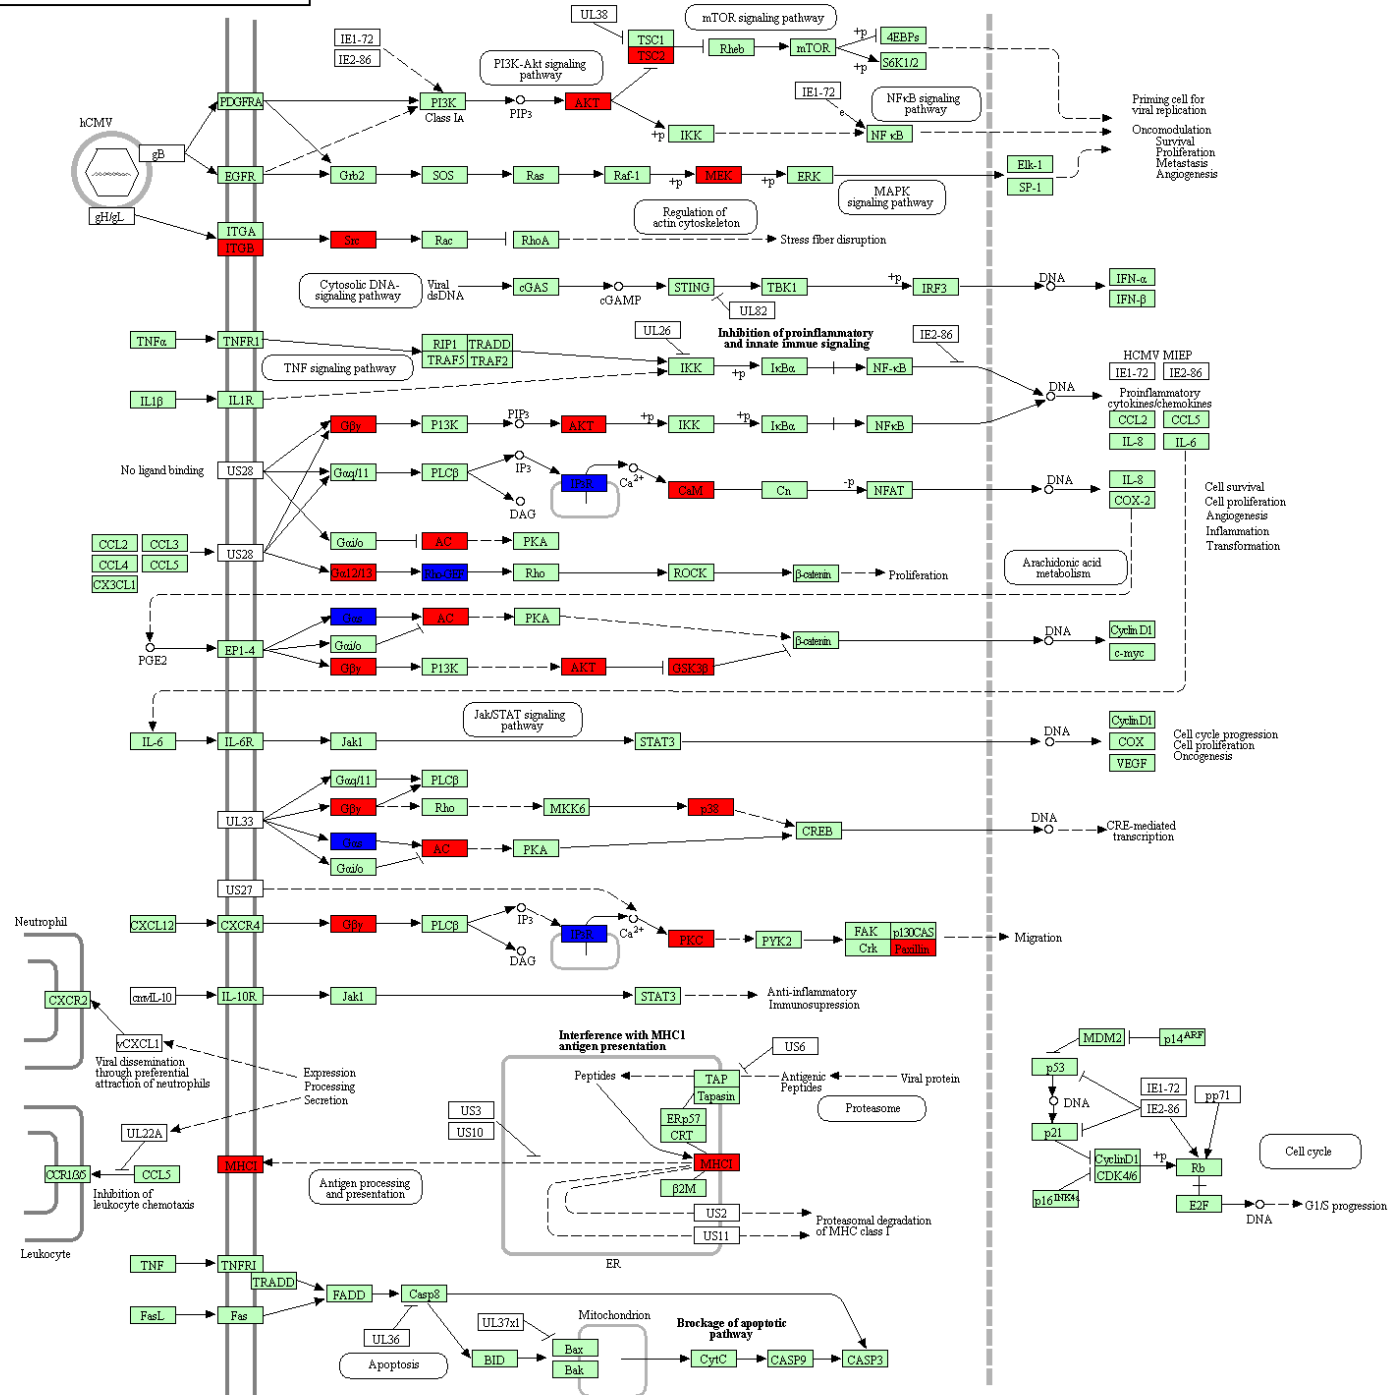 UL38
mTOR signaling pathway
IE1-72
IE2-86
PI3K-Akt signaling
pathway
TSC1
TSC2
Rheb
mTOR
+p
4EBPs
S6K1/2
+p
hCMV
PDGFRA
PI3K
Class IA
PIP3
AKT
IE1-72
e
NFκB signaling
pathway
+p
IKK
NFκB
Priming cell for
viral replication
Oncomodulation
Survival
Proliferation
Metastasis
Angiogenesis
gB
EGFR
Grb2
SOS
Ras
Raf-1
+p
MEK
+p
ERK
MAPK
signaling pathway
Elk-1
SP-1
gH/gL
ITGA
ITGB
Src
Rac
RhoA
Regulation of
actin cytoskeleton
Stress fiber disruption
Cytosolic DNA-
signaling pathway
Viral
dsDNA
cGAS
cGAMP
STING
TBK1
UL82
+p
IRF3
DNA
IFN-α
IFN-β
TNFα
TNFR1
TNF signaling pathway
RIP1
TRADD
TRAF5
TRAF2
UL26
Inhibition of proinflammatory
and innate immue signaling
IE2-86
IKK
+p
IκBα
NF-κB
DNA
HCMV MIEP
IE1-72
IE2-86
Proinflammatory
cytokines/chemokines
CCL2
CCL5
IL-8
IL-6
IL1β
IL1R
Gβγ
P13K
PIP3
AKT
+p
IKK
+p
IκBα
NFκB
No ligand binding
US28
Gαq/11
PLCβ
IP3
DAG
IP3R
Ca2+
CaM
Cn
-p
NFAT
DNA
IL-8
COX-2
Cell survival
Cell proliferation
Angiogenesis
Inflammation
Transformation
CCL2
CCL3
CCL4
CCL5
CX3CL1
US28
Gαi/o
AC
PKA
Gα12/13
Rho-GEF
Rho
ROCK
β-catenin
Proliferation
Arachidonic acid
metabolism
PGE2
EP1-4
Gαs
AC
PKA
Gαi/o
Gβγ
P13K
AKT
GSK3β
β-catenin
DNA
CyclinD1
c-myc
Jak/STAT signaling
pathway
IL-6
IL-6R
Jak1
STAT3
DNA
CyclinD1
COX
VEGF
Cell cycle progression
Cell proliferation
Oncogenesis
UL33
Gαq/11
PLCβ
Gβγ
Rho
MKK6
p38
Gαs
AC
PKA
Gαi/o
CREB
DNA
CRE-mediated
transcription
US27
CXCL12
CXCR4
Gβγ
PLCβ
IP3
DAG
IP3R
Ca2+
PKC
PYK2
FAK
p130CAS
Crk
Paxillin
Migration
Neutrophil
CXCR2
cmvIL-10
IL-10R
Jak1
STAT3
Anti-inflammatory
Immunosupression
vCXCL1
Viral dissemination
through preferential
attraction of neutrophils
Expression
Processing
Secretion
Interference with MHC1
antigen presentation
US6
Peptides
TAP
Tapasin
Antigenic
Peptides
Viral protein
Proteasome
US3
US10
ERp57
CRT
MHC1
MHC1
β2M
US2
US11
Proteasomal degradation
of MHC class I
ER
Antigen processing
and presentation
UL22A
CCR1/3/5
CCL5
Inhibition of
leukocyte chemotaxis
Leukocyte
MDM2
p14ARF
p53
DNA
IE1-72
IE2-86
pp71
p21
CyclinD1
CDK4/6
+p
Rb
p16INK4a
E2F
DNA
G1/S progression
Cell cycle
TNF
TNFRI
TRADD
FADD
Casp8
FasL
Fas
UL36
Apoptosis
UL37x1
BID
Mitochondrion
Bax
Bak
Brockage of apoptotic
pathway
CytC
CASP9
CASP3